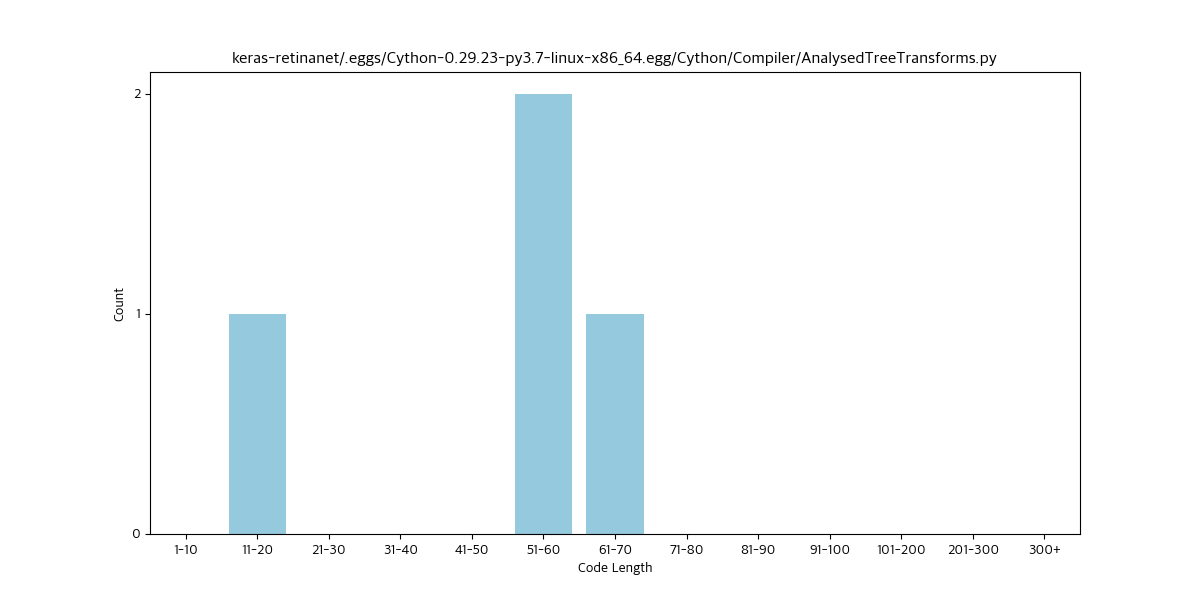 keras-retinanet/.eggs/Cython-0.29.23-py3.7-linux-x86_64.egg/Cython/Compiler/AnalysedTreeTransforms.py
2
1
0
Count
1-10 11-20 21-30 31-40 41-50 51-60 61-70 71-80 81-90 91-100 101-200 201-300 300+
Code Length